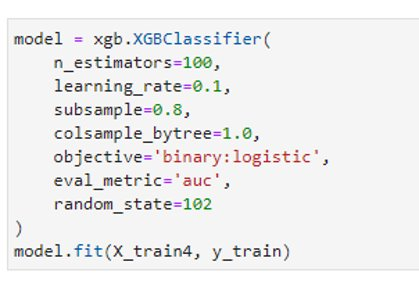 model = xgb.XGBClassifier(
    n_estimators=100,
    learning_rate=0.1,
    subsample=0.8,
    colsample_bytree=1.0,
    objective='binary:logistic',
    eval_metric='auc',
    random_state=102
)
model.fit(X_train4, y_train)